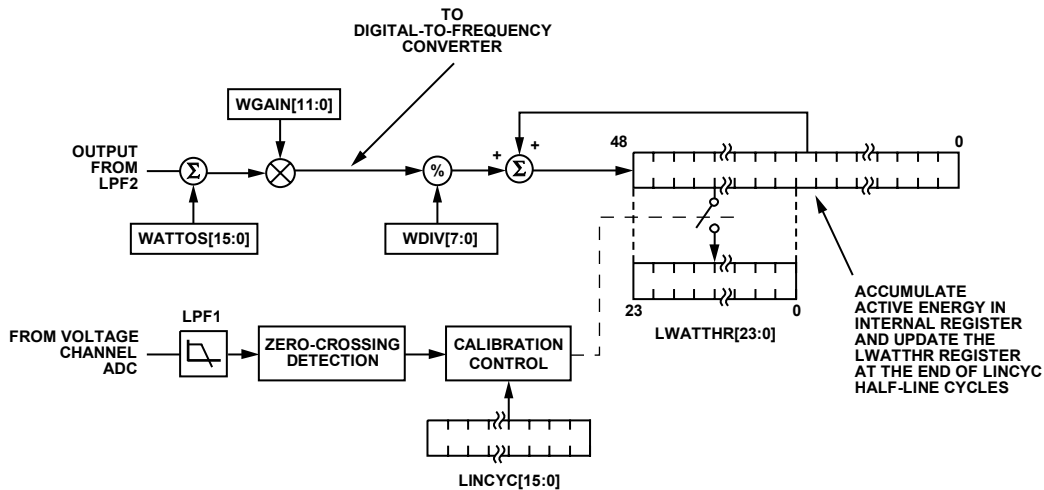 TO
DIGITAL-TO-FREQUENCY
CONVERTER
WGAIN[11:0]
OUTPUT
FROM
LPF2
Σ
WATTOS[15:0]
%
WDIV[7:0]
+
+
Σ
48
0
23
0
LWATTHR[23:0]
ACCUMULATE
ACTIVE ENERGY IN
INTERNAL REGISTER
AND UPDATE THE
LWATTHR REGISTER
AT THE END OF LINCYC
HALF-LINE CYCLES
FROM VOLTAGE
CHANNEL
ADC
LPF1
ZERO-CROSSING
DETECTION
CALIBRATION
CONTROL
LINCYC[15:0]